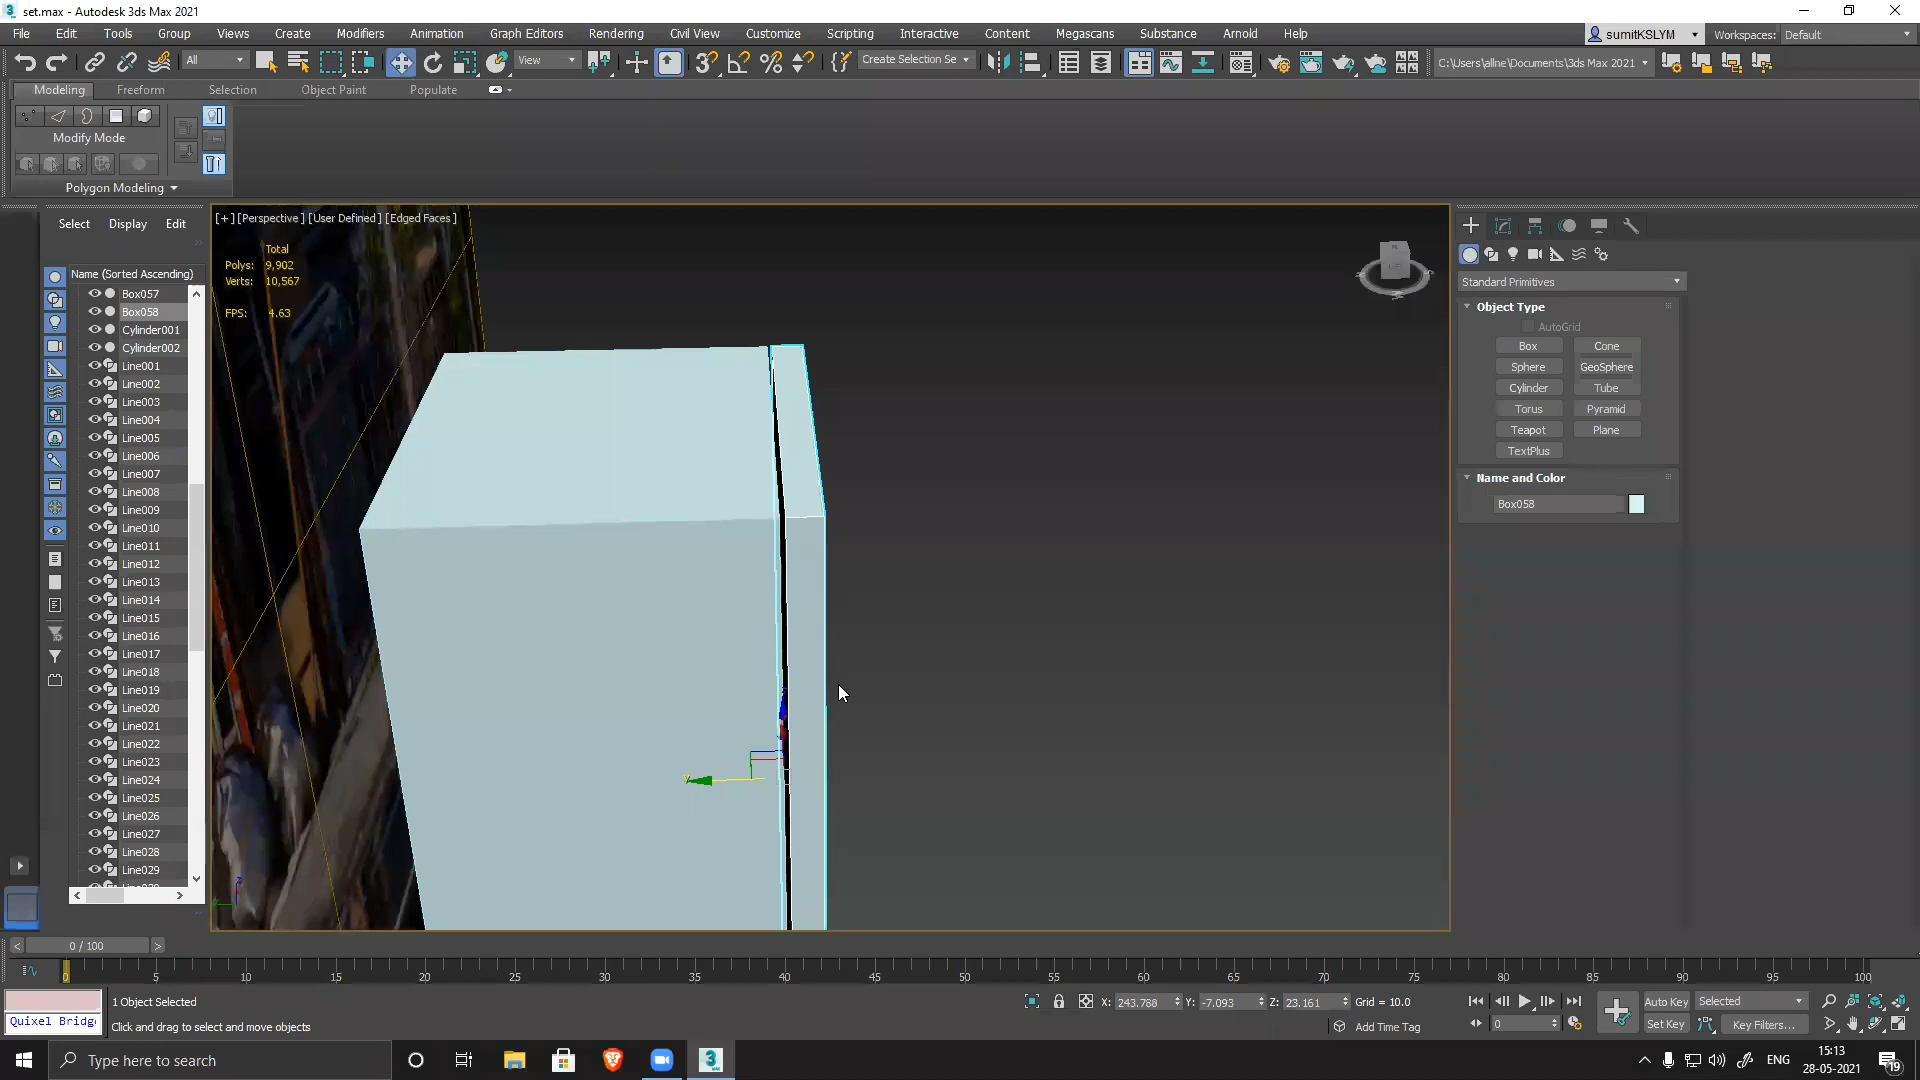 set.max - Autodesk 3ds Max 2021
File Edit Tools Group Views Create Modifiers Animation Graph Editors Rendering Civil View Customize Scripting Interactive Content Megascans Substance Arnold Help
sumitKSLYM Workspaces: Default
All View Create Selection Se C:\Users\allne\Documents\3ds Max 2021
Modeling Freeform Selection Object Paint Populate
Modify Mode
Polygon Modeling
Select Display Edit
[+] [Perspective] [User Defined] [Edged Faces]
Total
Polys: 9,902
Verts: 10,567
FPS: 4.63
Name (Sorted Ascending)
Box057
Box058
Cylinder001
Cylinder002
Line001
Line002
Line003
Line004
Line005
Line006
Line007
Line008
Line009
Line010
Line011
Line012
Line013
Line014
Line015
Line016
Line017
Line018
Line019
Line020
Line021
Line022
Line023
Line024
Line025
Line026
Line027
Line028
Line029
Standard Primitives
Object Type
AutoGrid
Box Cone
Sphere GeoSphere
Cylinder Tube
Torus Pyramid
Teapot Plane
TextPlus
Name and Color
Box058
0 / 100
0 5 10 15 20 25 30 35 40 45 50 55 60 65 70 75 80 85 90 95 100
1 Object Selected X: 243.788 Y: -7.093 Z: 23.161 Grid = 10.0 Auto Key Selected
Quixel Bridg Click and drag to select and move objects Add Time Tag 0 Set Key Key Filters...
Type here to search
ENG
15:13
28-05-2021
19